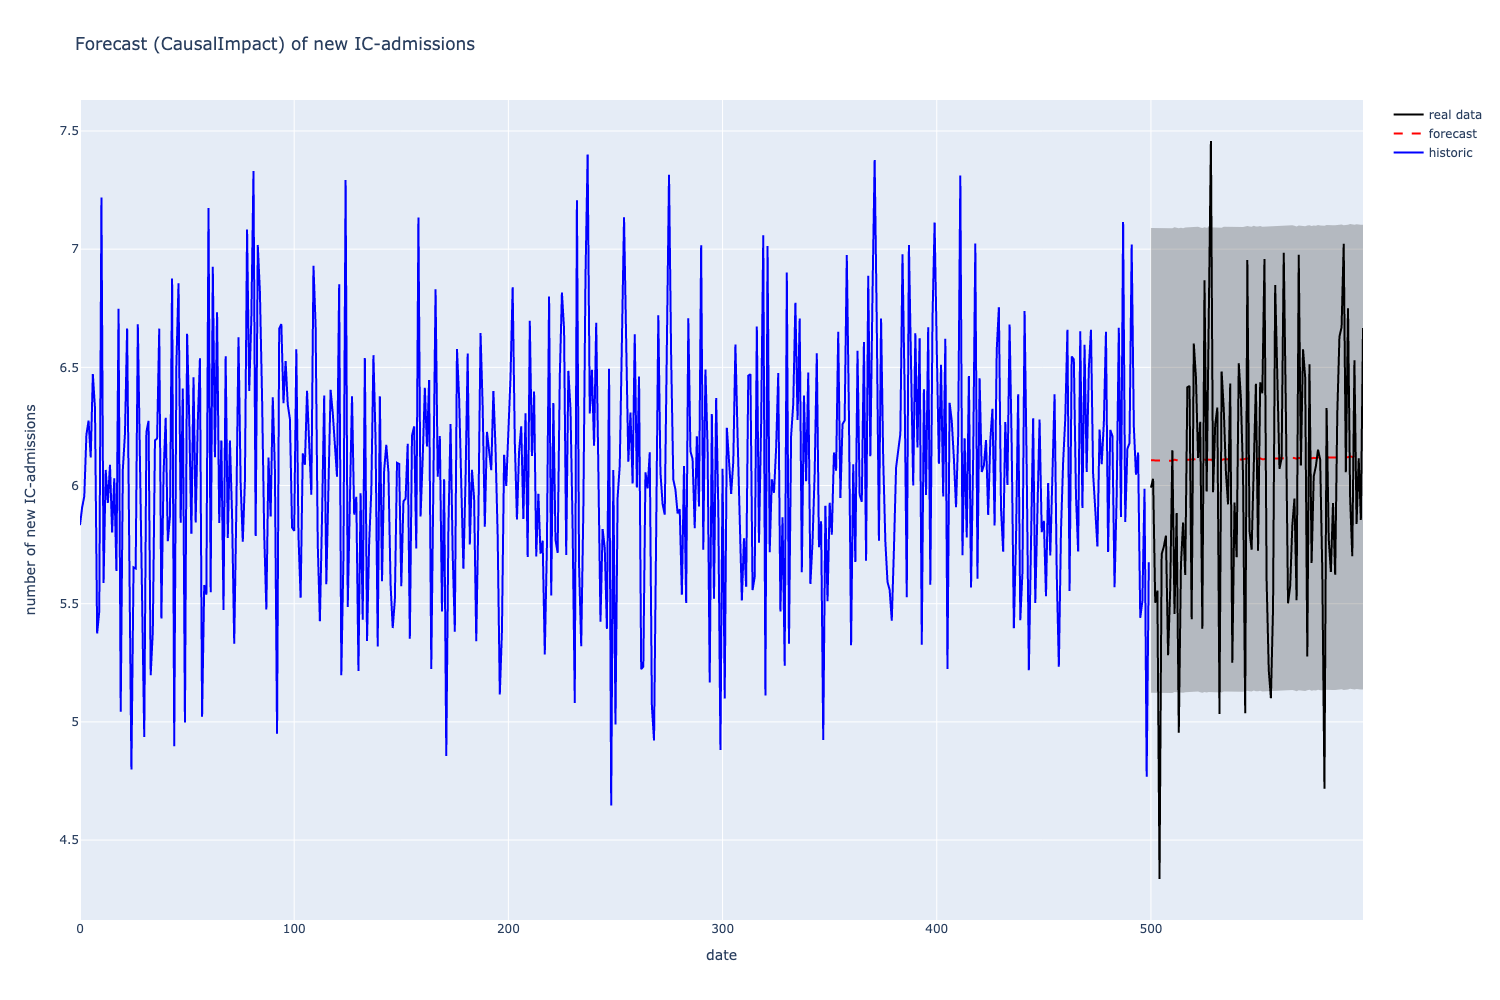 Forecast (CausalImpact) of new IC-admissions
real data
forecast
historic
7.5
7
6.5
6
5.5
5
4.5
number of new IC-admissions
0
100
200
300
400
500
date